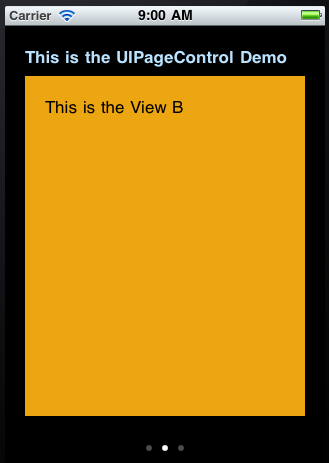 Carrier 9:00 AM
This is the UIPageControl Demo
This is the View B